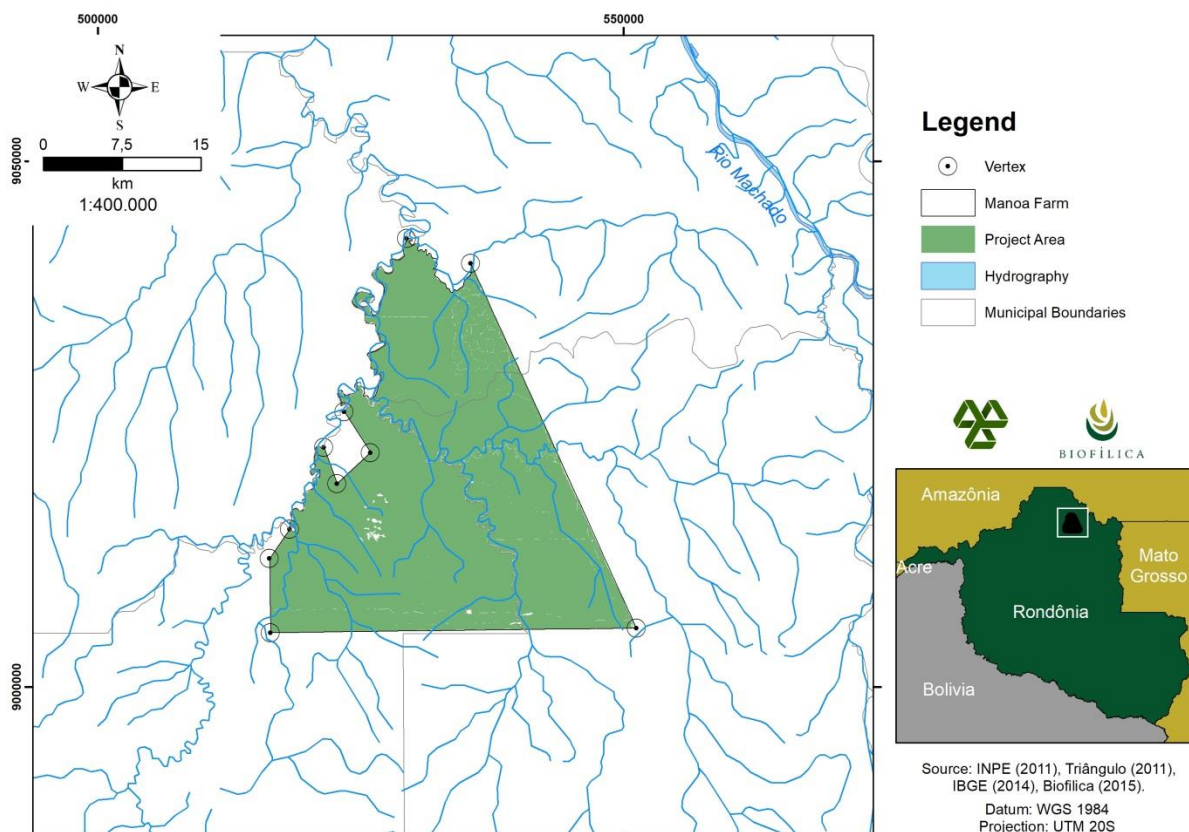 500000
550000
N
W
E
S
0
7,5
15
km
1:400.000
9050000
9000000
Rio Machado
Legend
Vertex
Manoa Farm
Project Area
Hydrography
Municipal Boundaries
BIOFÍLICA
Amazônia
Acre
Mato
Grosso
Rondônia
Bolivia
Source: INPE (2011), Triângulo (2011),
IBGE (2014), Biofilica (2015).
Datum: WGS 1984
Projection: UTM 20S